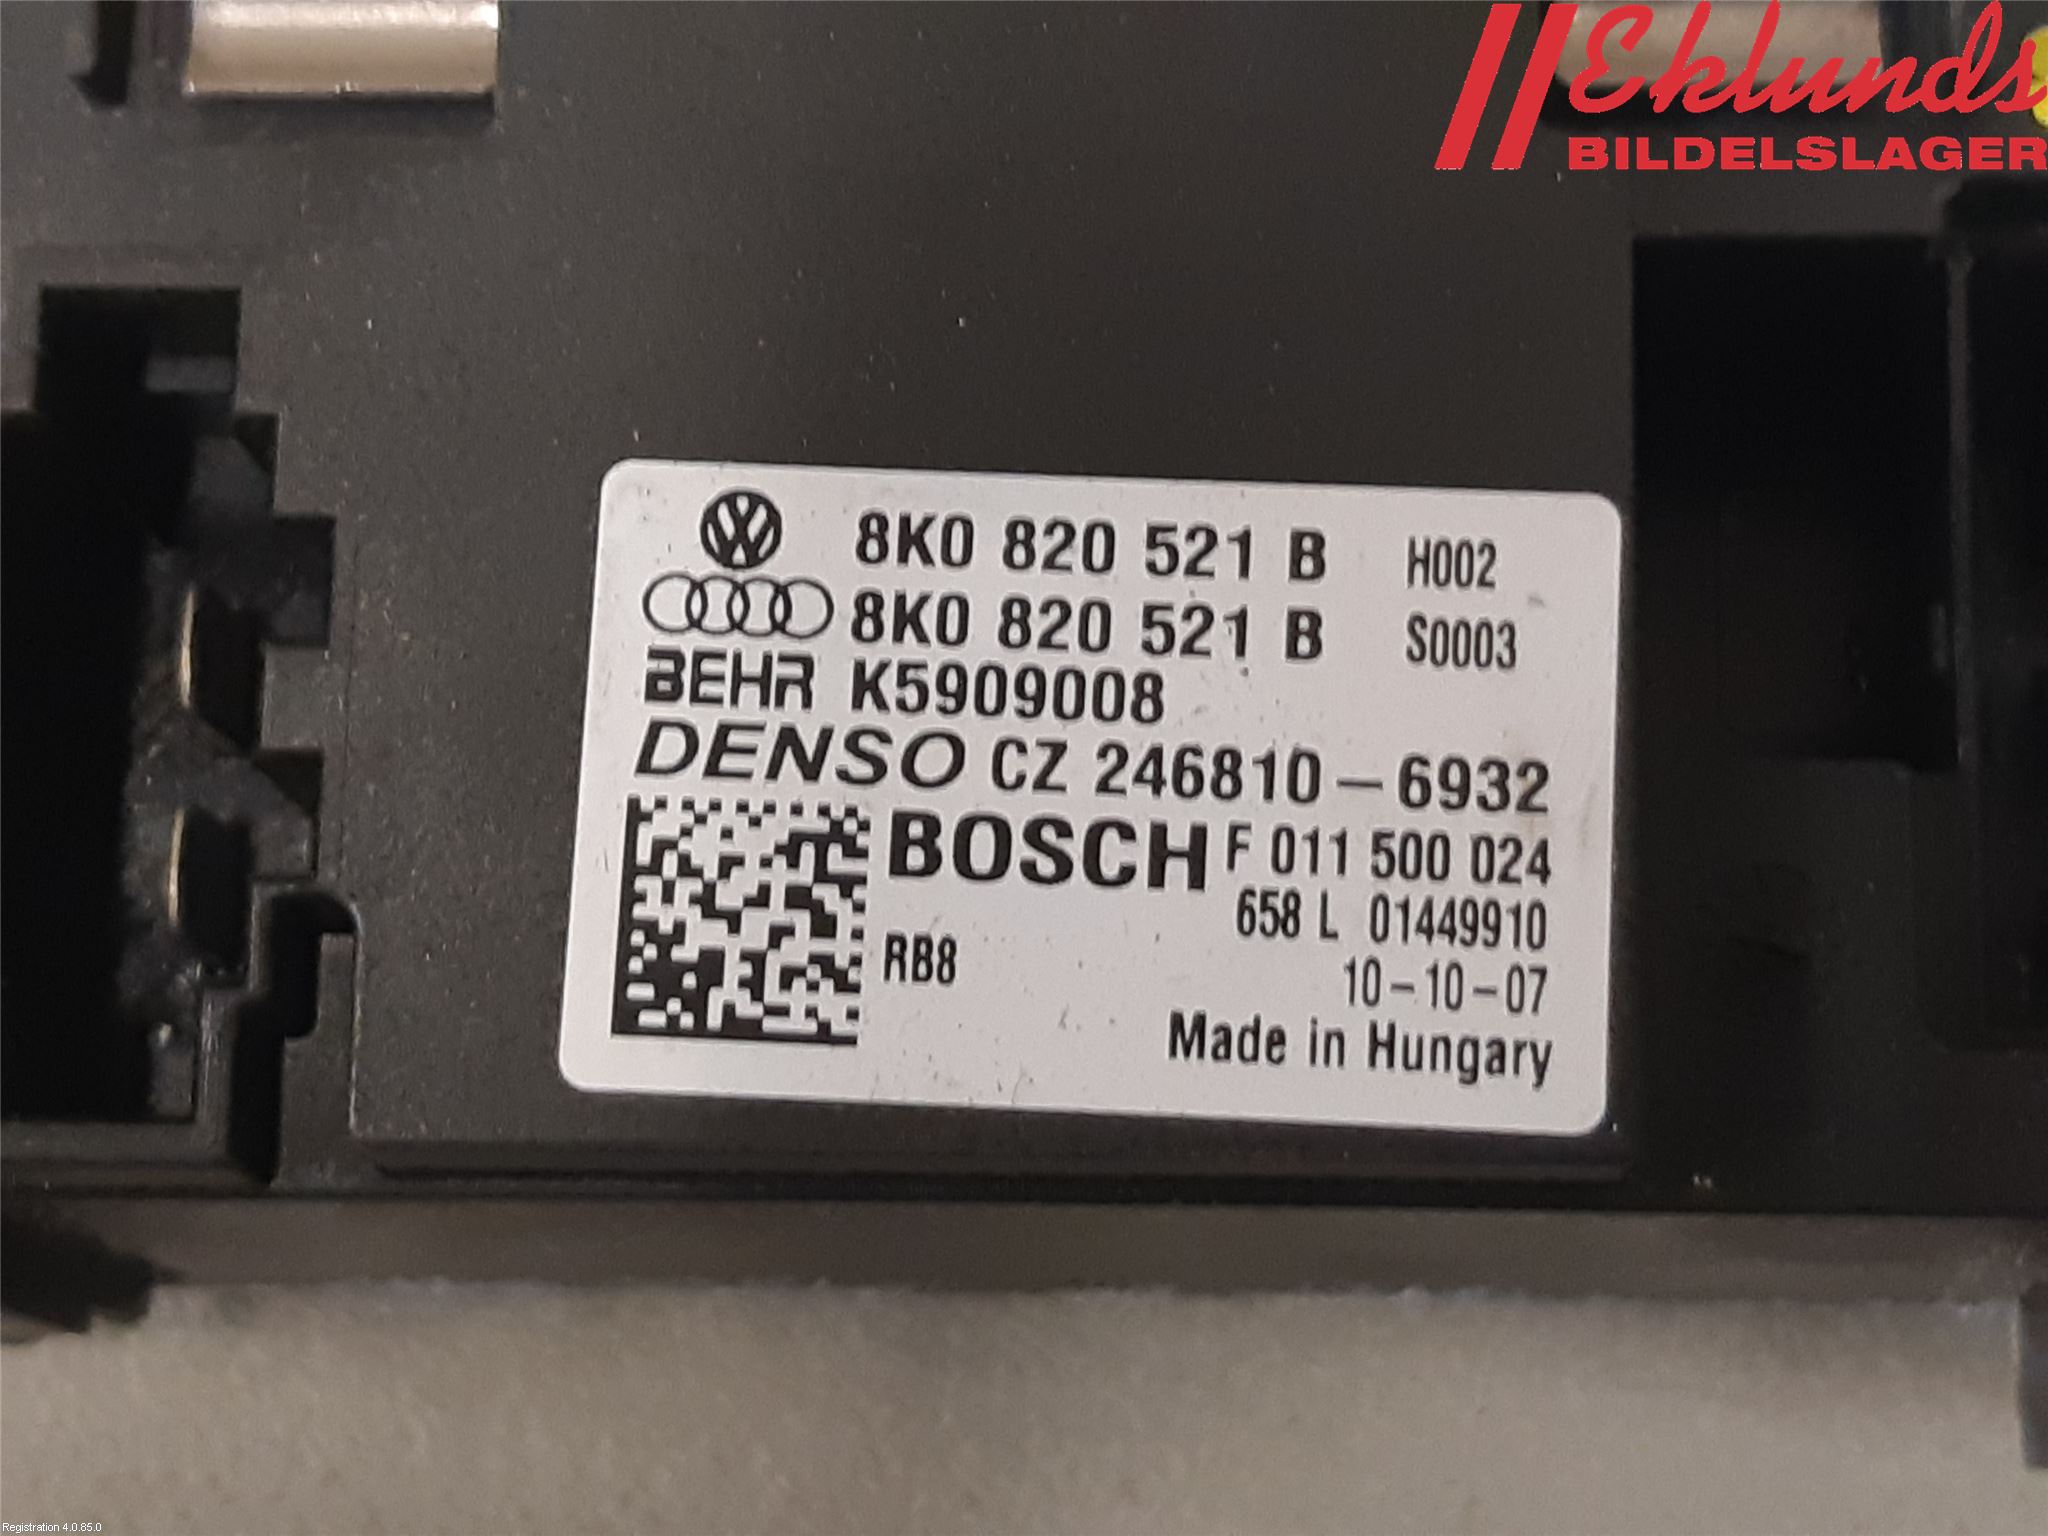 Eklunds
BILDELSLAGER
8K0 820 521 B H002
8K0 820 521 B S0003
BEHR K5909008
DENSO CZ 246810-6932
BOSCH F 011 500 024
658 L 01449910
RB8
10-10-07
Made in Hungary
Registration 4.0.85.0